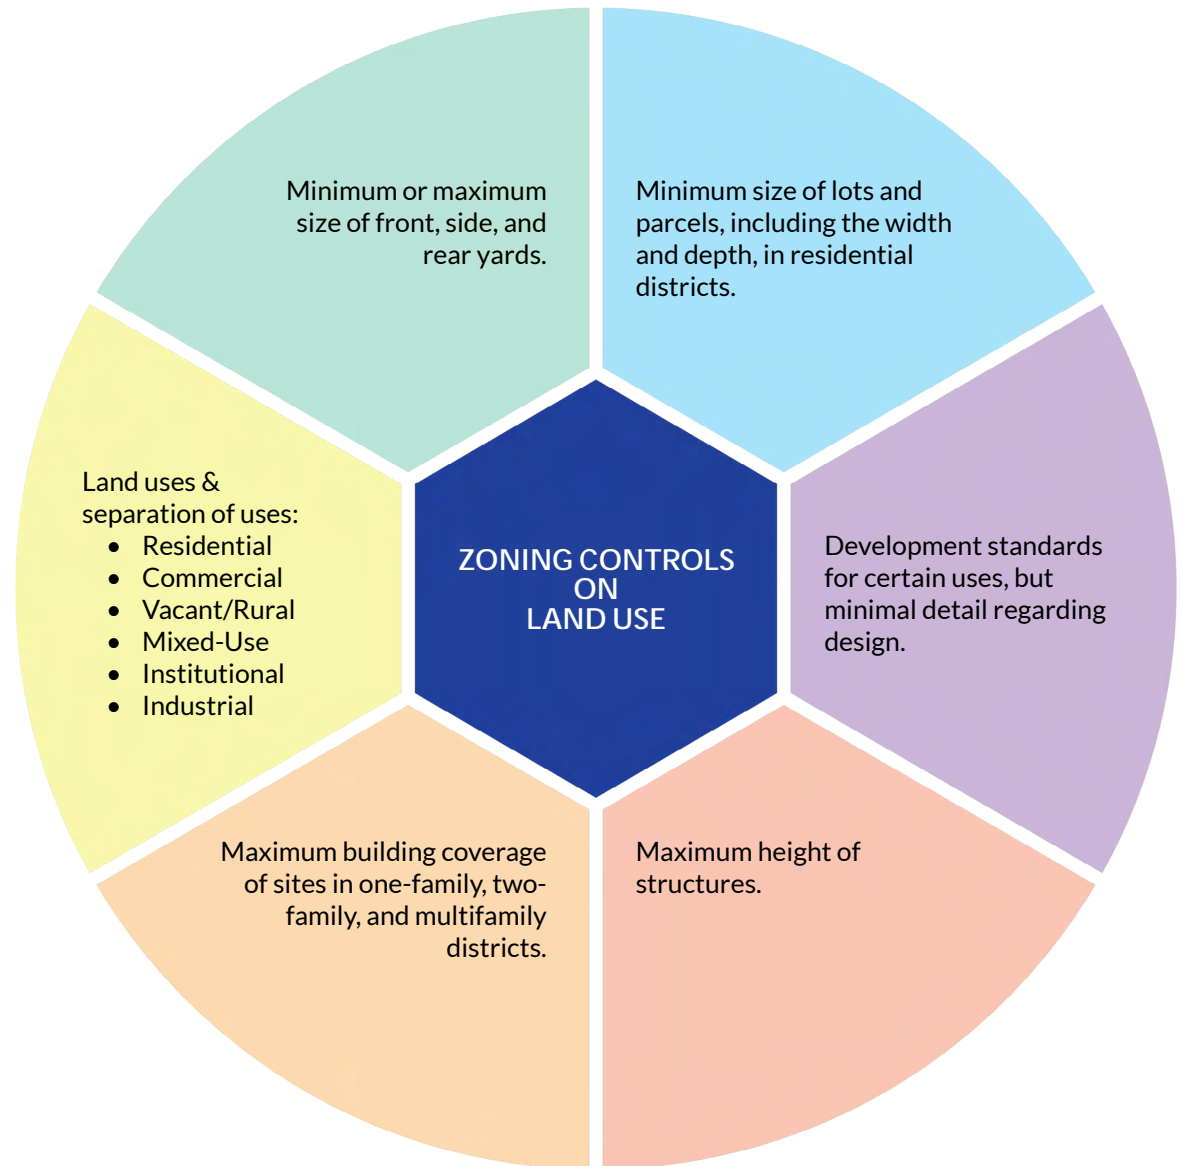 Minimum or maximum
size of front, side, and
rear yards.
Minimum size of lots and
parcels, including the width
and depth, in residential
districts.
Land uses &
separation of uses:
• Residential
• Commercial
• Vacant/Rural
• Mixed-Use
• Institutional
• Industrial
ZONING CONTROLS
ON
LAND USE
Development standards
for certain uses, but
minimal detail regarding
design.
Maximum building coverage
of sites in one-family, two-
family, and multifamily
districts.
Maximum height of
structures.